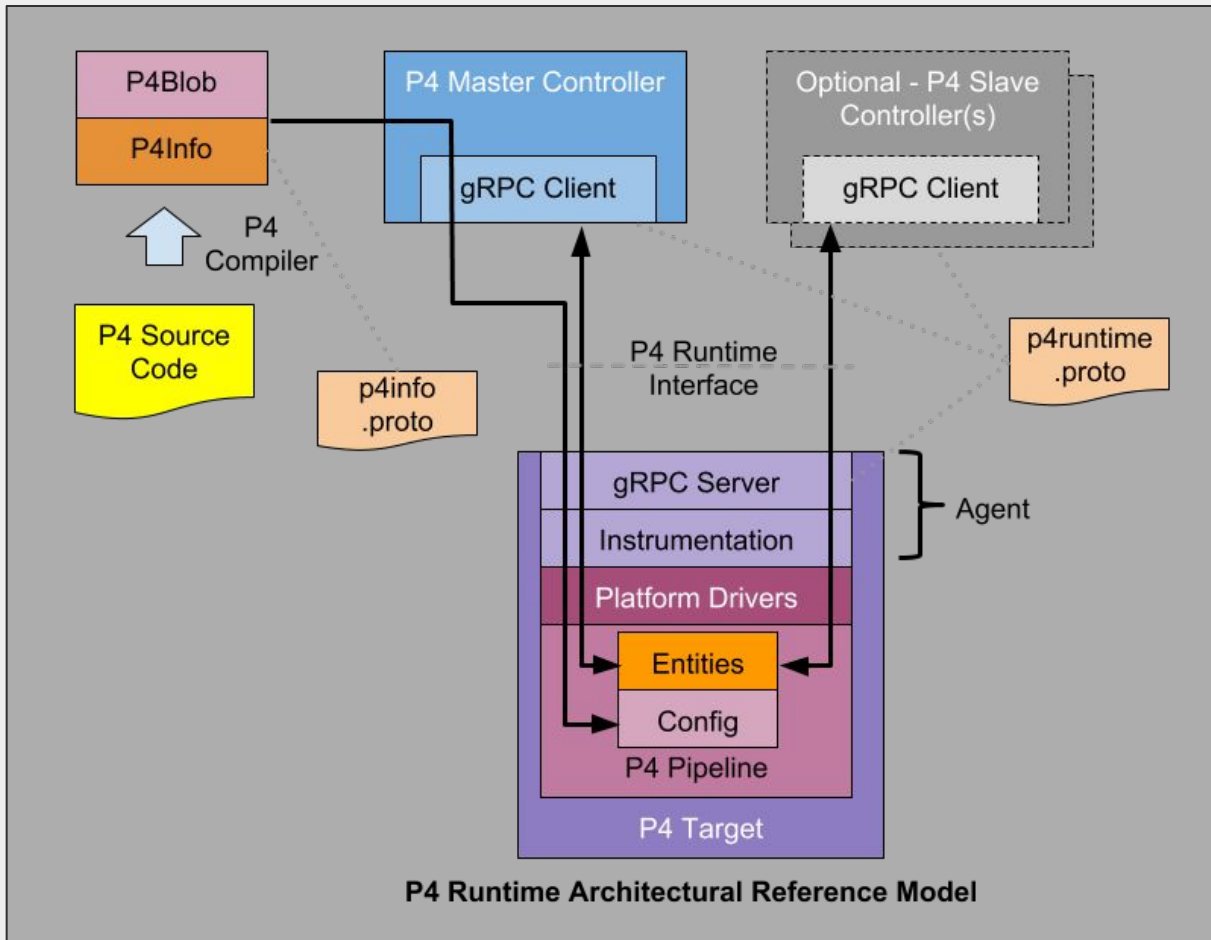 P4Blob
P4Info
P4 Master Controller
gRPC Client
Optional - P4 Slave
Controller(s)
gRPC Client
P4
Compiler
P4 Source
Code
p4info
.proto
P4 Runtime
Interface
p4runtime
.proto
gRPC Server
Instrumentation
Agent
Platform Drivers
Entities
Config
P4 Pipeline
P4 Target
P4 Runtime Architectural Reference Model